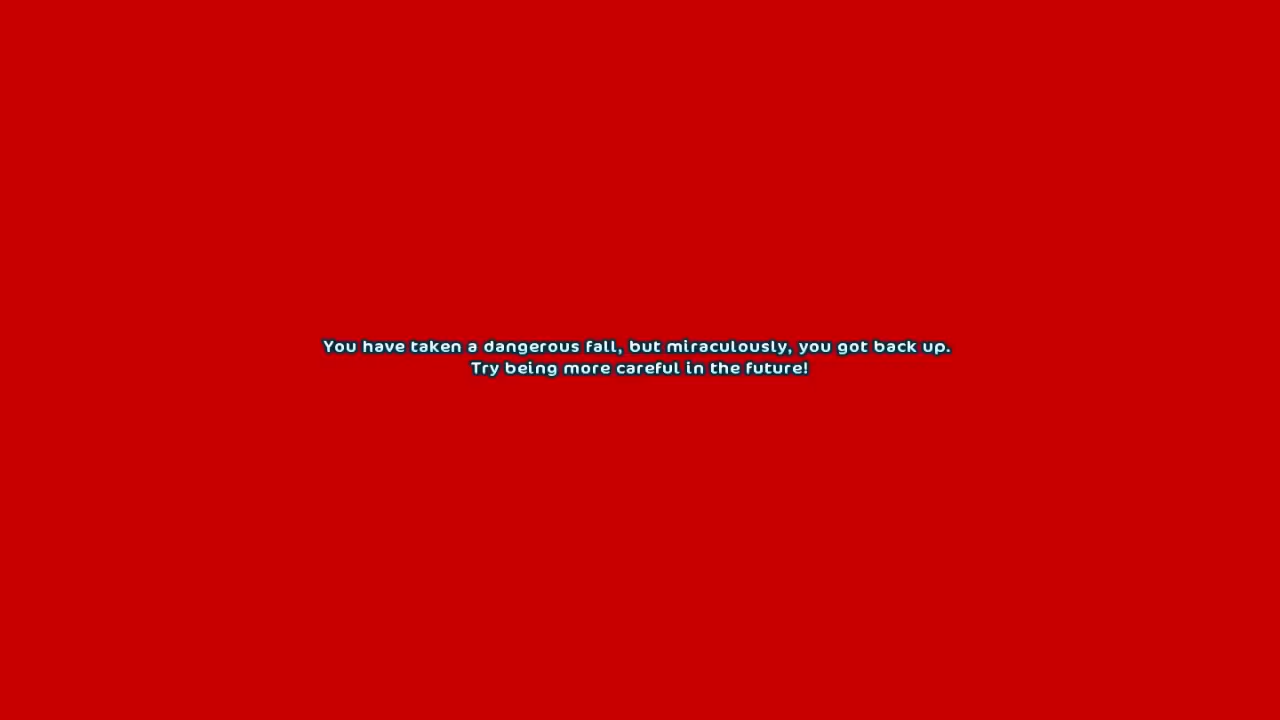 You have taken a dangerous fall, but miraculously, you got back up.
Try being more careful in the future!